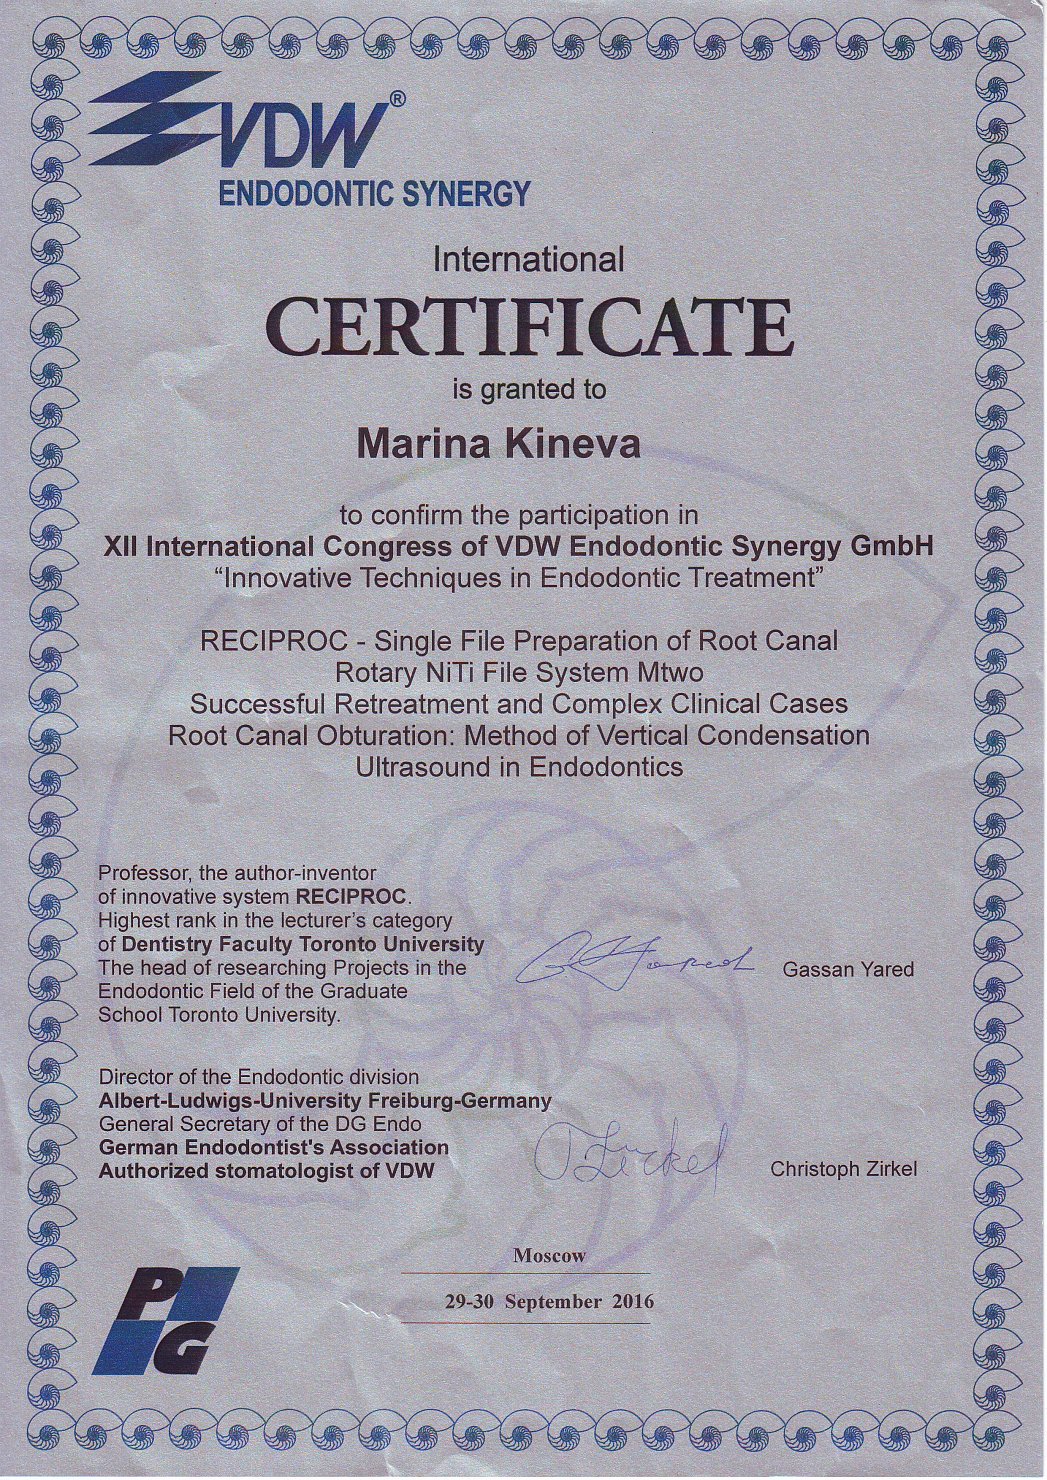 VDW®
ENDODONTIC SYNERGY
International
CERTIFICATE
is granted to
Marina Kineva
to confirm the participation in
XII International Congress of VDW Endodontic Synergy GmbH
“Innovative Techniques in Endodontic Treatment”
RECIPROC - Single File Preparation of Root Canal
Rotary NiTi File System Mtwo
Successful Retreatment and Complex Clinical Cases
Root Canal Obturation: Method of Vertical Condensation
Ultrasound in Endodontics
Professor, the author-inventor
of innovative system RECIPROC.
Highest rank in the lecturer's category
of Dentistry Faculty Toronto University
The head of researching Projects in the
Endodontic Field of the Graduate
School Toronto University.
Gassan Yared
Director of the Endodontic division
Albert-Ludwigs-University Freiburg-Germany
General Secretary of the DG Endo
German Endodontist's Association
Authorized stomatologist of VDW
Zirkel
Christoph Zirkel
Moscow
29-30 September 2016
PG